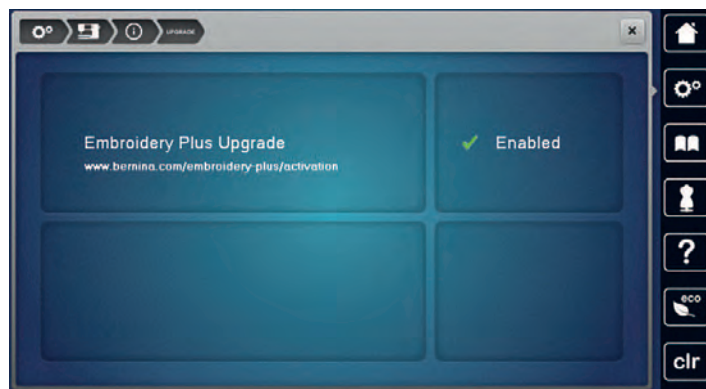 UPGRADE
Embroidery Plus Upgrade
www.bernina.com/embroidery-plus/activation
Enabled
?
eco
clr